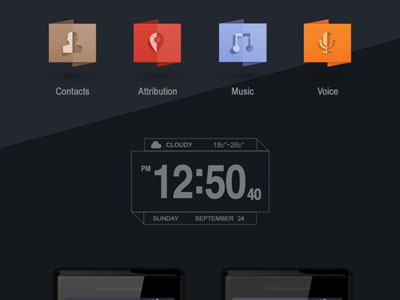 Contacts Attribution Music Voice
CLOUDY 18c°~26c°
PM 12:50 40
SUNDAY SEPTEMBER 24